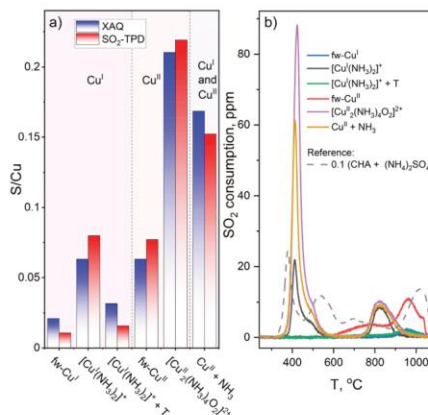 a)
XAQ
SO₂-TPD
Cuᴵ
Cuᴵᴵ
Cuᴵ
and
Cuᴵᴵ
S/Cu
0.2
0.15
0.1
0.05
0
fw-Cuᴵ
[Cuᴵ(NH₃)₂]⁺
[Cuᴵ(NH₃)₂]⁺ + T
fw-Cuᴵᴵ
[Cuᴵᴵ₂(NH₃)₄O₂]²⁺
Cuᴵᴵ + NH₃
b)
fw-Cuᴵ
[Cuᴵ(NH₃)₂]⁺
[Cuᴵ(NH₃)₂]⁺ + T
fw-Cuᴵᴵ
[Cuᴵᴵ₂(NH₃)₄O₂]²⁺
Cuᴵᴵ + NH₃
Reference:
0.1 (CHA + (NH₄)₂SO₄
SO₂ consumption, ppm
80
60
40
20
0
400
600
800
1000
T, °C